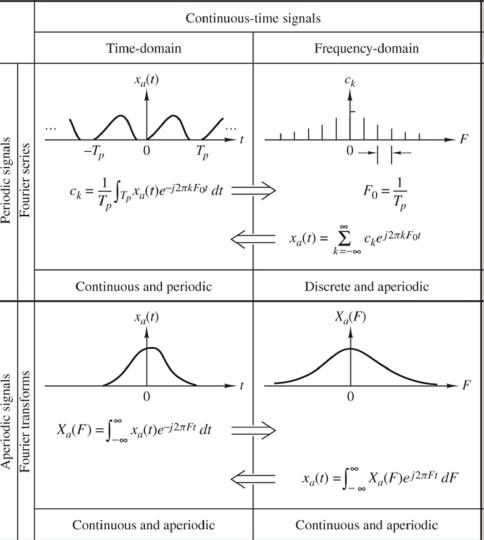 Continuous-time signals
Time-domain
Frequency-domain
Periodic signals
Fourier series
x_a(t)
...
...
−T_p
0
T_p
t
c_k
0
F
c_k = \frac{1}{T_p} ∫_{T_p} x_a(t)e^{−j2πkF_0t} dt
F_0 = \frac{1}{T_p}
x_a(t) = \sum_{k=−∞}^{∞} c_k e^{j2πkF_0t}
Continuous and periodic
Discrete and aperiodic
Aperiodic signals
Fourier transforms
x_a(t)
0
t
X_a(F)
0
F
X_a(F) = ∫_{−∞}^{∞} x_a(t)e^{−j2πFt} dt
x_a(t) = ∫_{−∞}^{∞} X_a(F)e^{j2πFt} dF
Continuous and aperiodic
Continuous and aperiodic